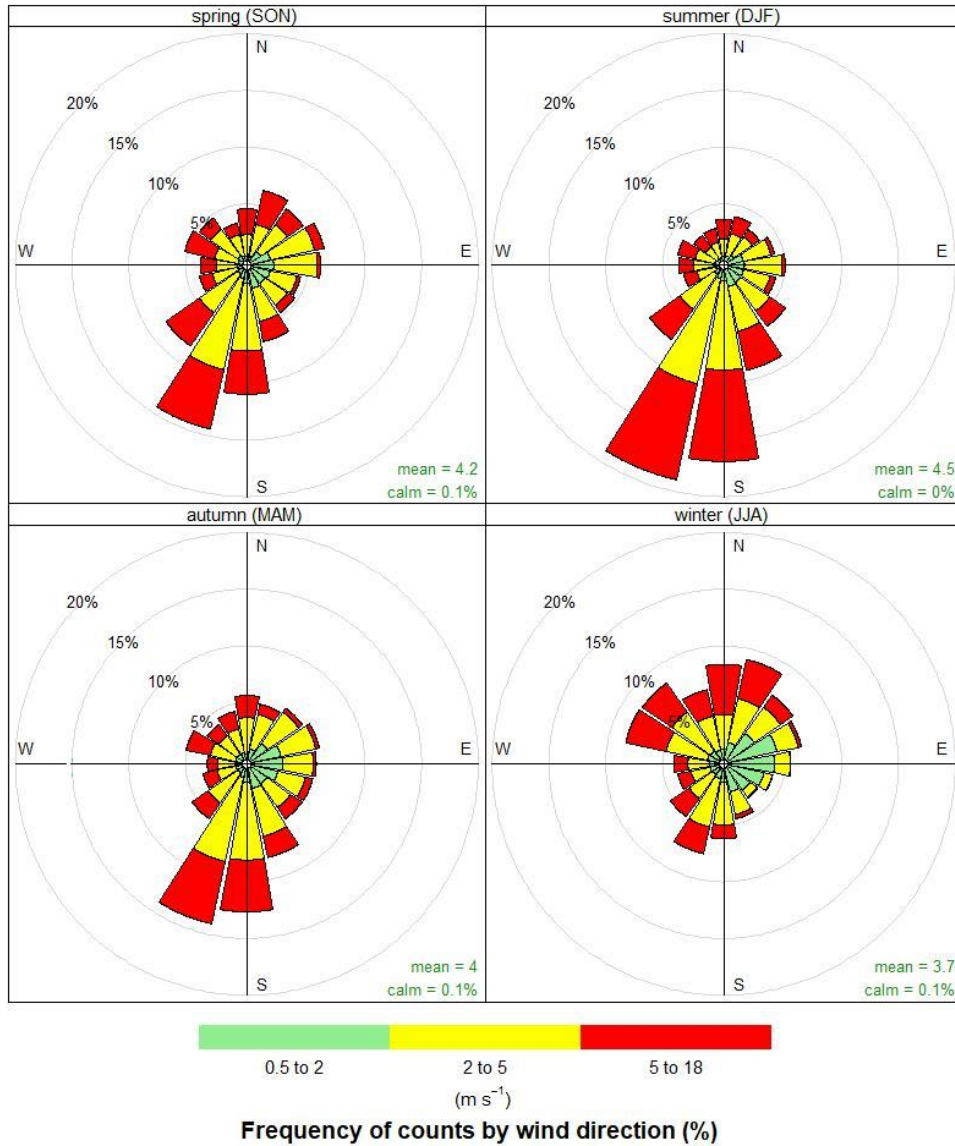 spring (SON)
N
20%
15%
10%
5%
W
E
S
mean = 4.2
calm = 0.1%
summer (DJF)
N
20%
15%
10%
5%
W
E
S
mean = 4.5
calm = 0%
autumn (MAM)
N
20%
15%
10%
5%
W
E
S
mean = 4
calm = 0.1%
winter (JJA)
N
20%
15%
10%
5%
W
E
S
mean = 3.7
calm = 0.1%
0.5 to 2
2 to 5
5 to 18
(m s⁻¹)
Frequency of counts by wind direction (%)